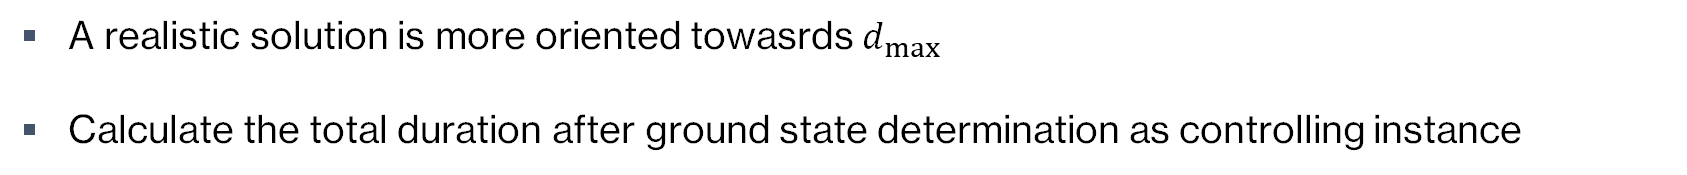 ▪ A realistic solution is more oriented towasrds d_max
▪ Calculate the total duration after ground state determination as controlling instance